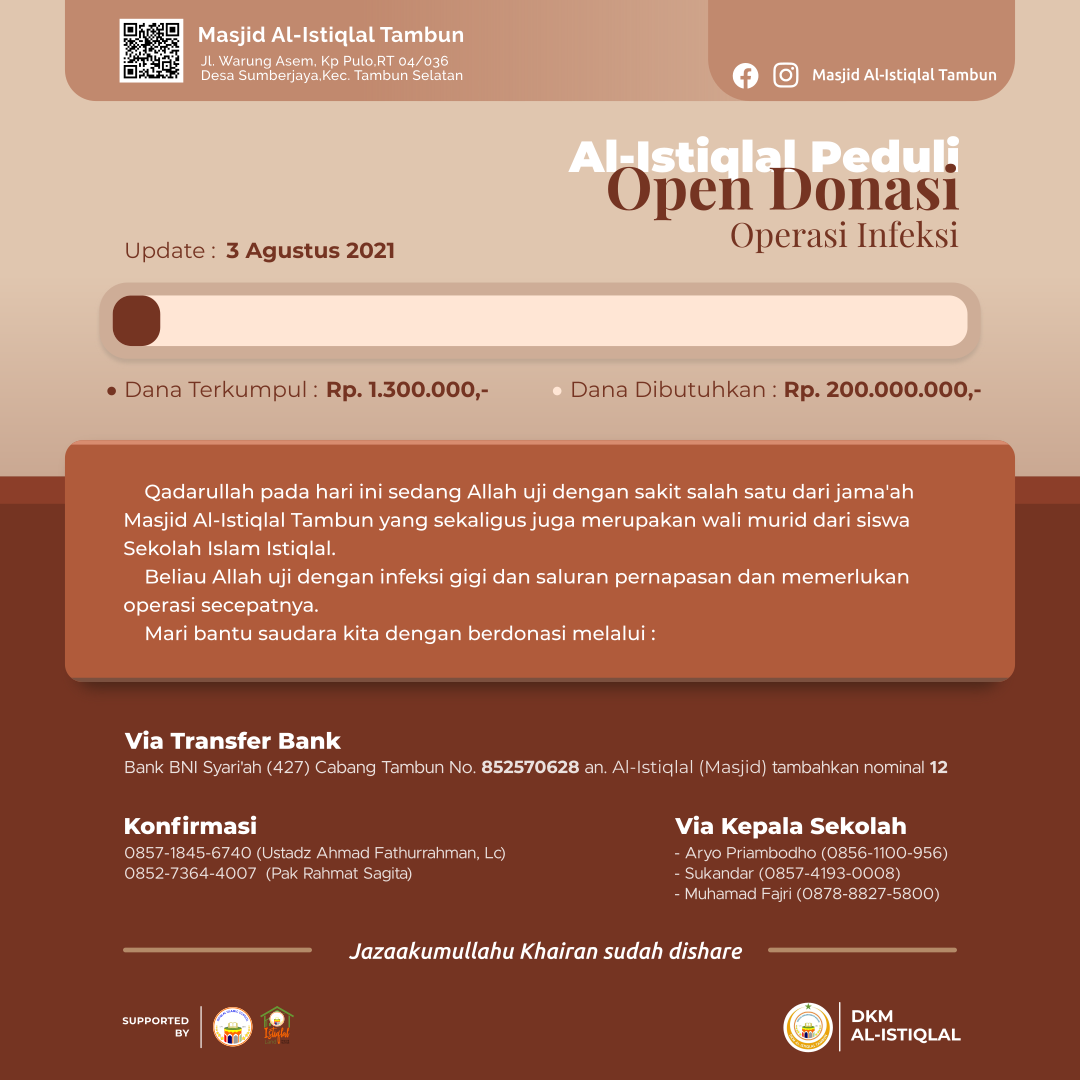 Masjid Al-Istiqlal Tambun
Jl. Warung Asem, Kp Pulo,RT 04/036
Desa Sumberjaya,Kec. Tambun Selatan
Masjid Al-Istiqlal Tambun
Al-Istiqlal Peduli
Open Donasi
Operasi Infeksi
Update : 3 Agustus 2021
Dana Terkumpul : Rp. 1.300.000,-
Dana Dibutuhkan : Rp. 200.000.000,-
Qadarullah pada hari ini sedang Allah uji dengan sakit salah satu dari jama'ah
Masjid Al-Istiqlal Tambun yang sekaligus juga merupakan wali murid dari siswa
Sekolah Islam Istiqlal.
Beliau Allah uji dengan infeksi gigi dan saluran pernapasan dan memerlukan
operasi secepatnya.
Mari bantu saudara kita dengan berdonasi melalui :
Via Transfer Bank
Bank BNI Syari'ah (427) Cabang Tambun No. 852570628 an. Al-Istiqlal (Masjid) tambahkan nominal 12
Konfirmasi
0857-1845-6740 (Ustadz Ahmad Fathurrahman, Lc)
0852-7364-4007 (Pak Rahmat Sagita)
Via Kepala Sekolah
- Aryo Priambodho (0856-1100-956)
- Sukandar (0857-4193-0008)
- Muhamad Fajri (0878-8827-5800)
Jazaakumullahu Khairan sudah dishare
SUPPORTED
BY
Istiqlal
DKM
AL-ISTIQLAL